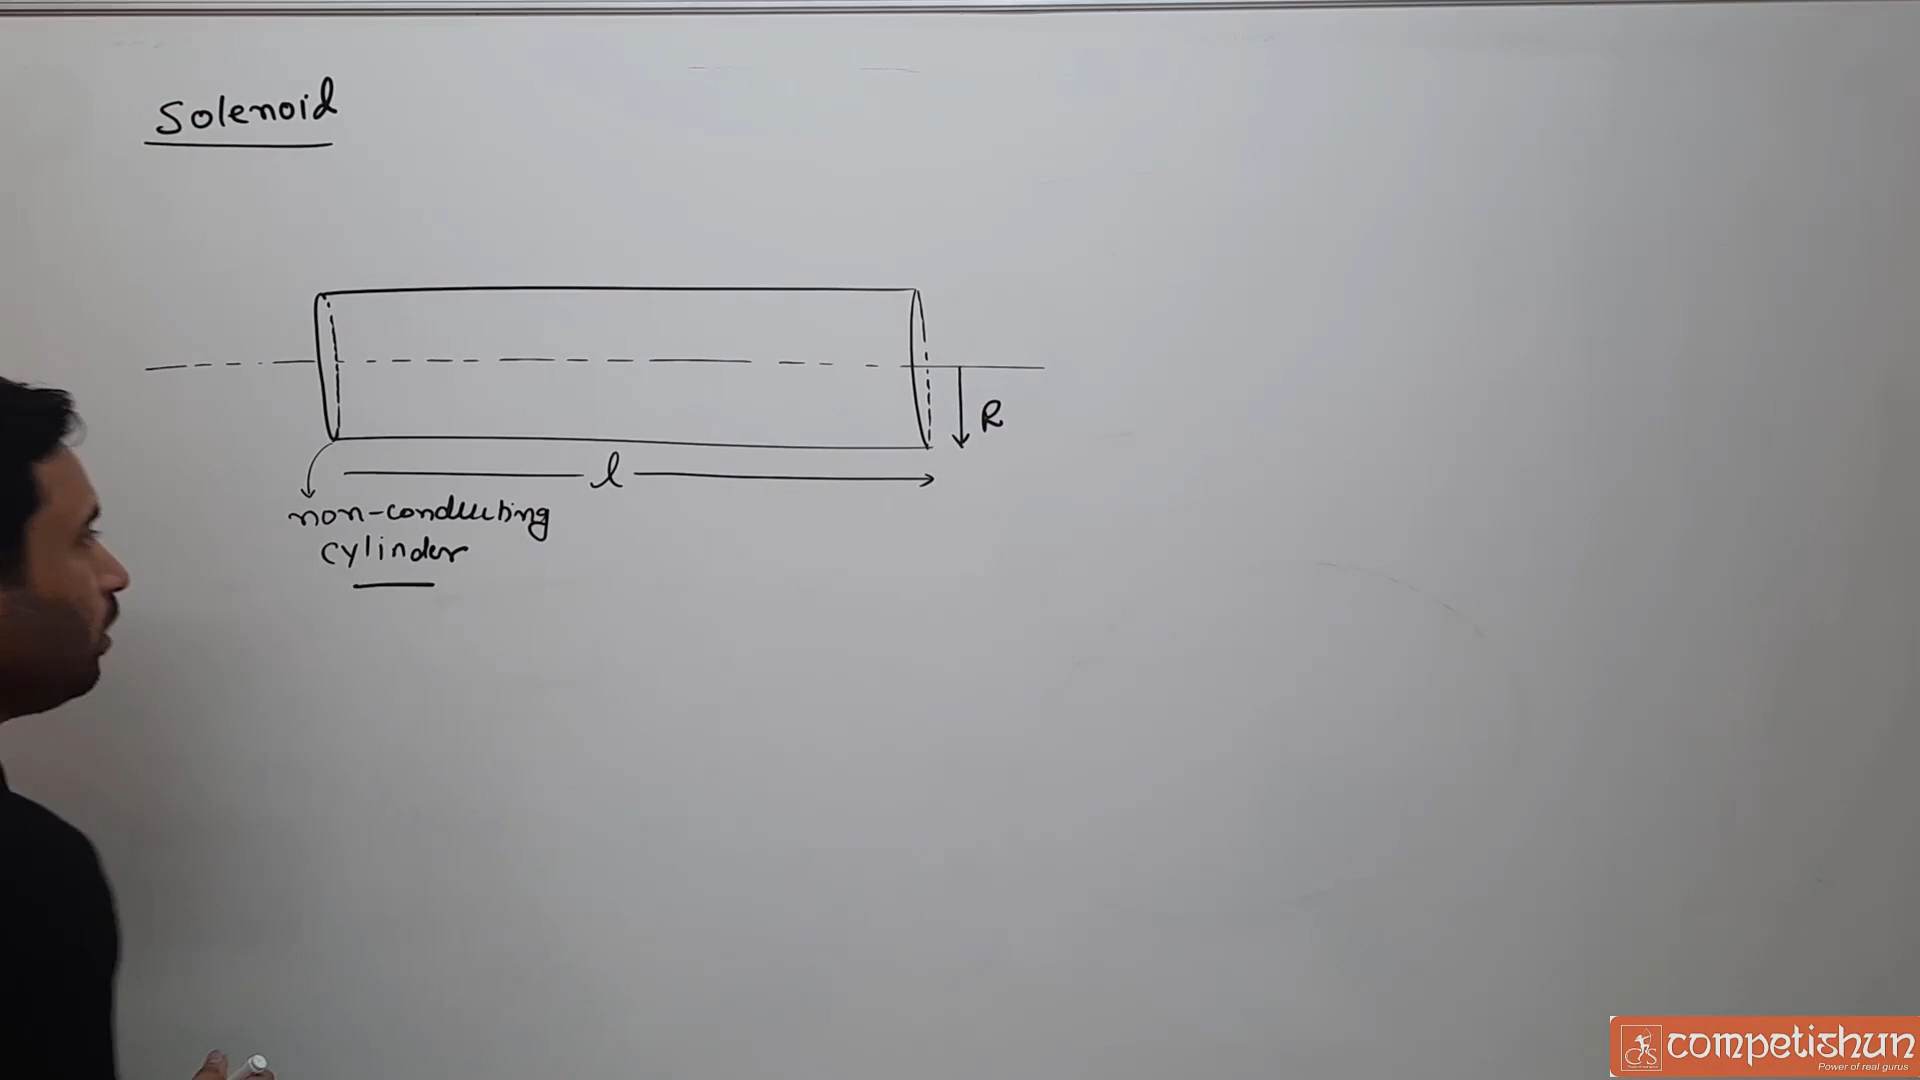 Solenoid
R
l
non-conducting
cylinder
competishun
Power of real gurus